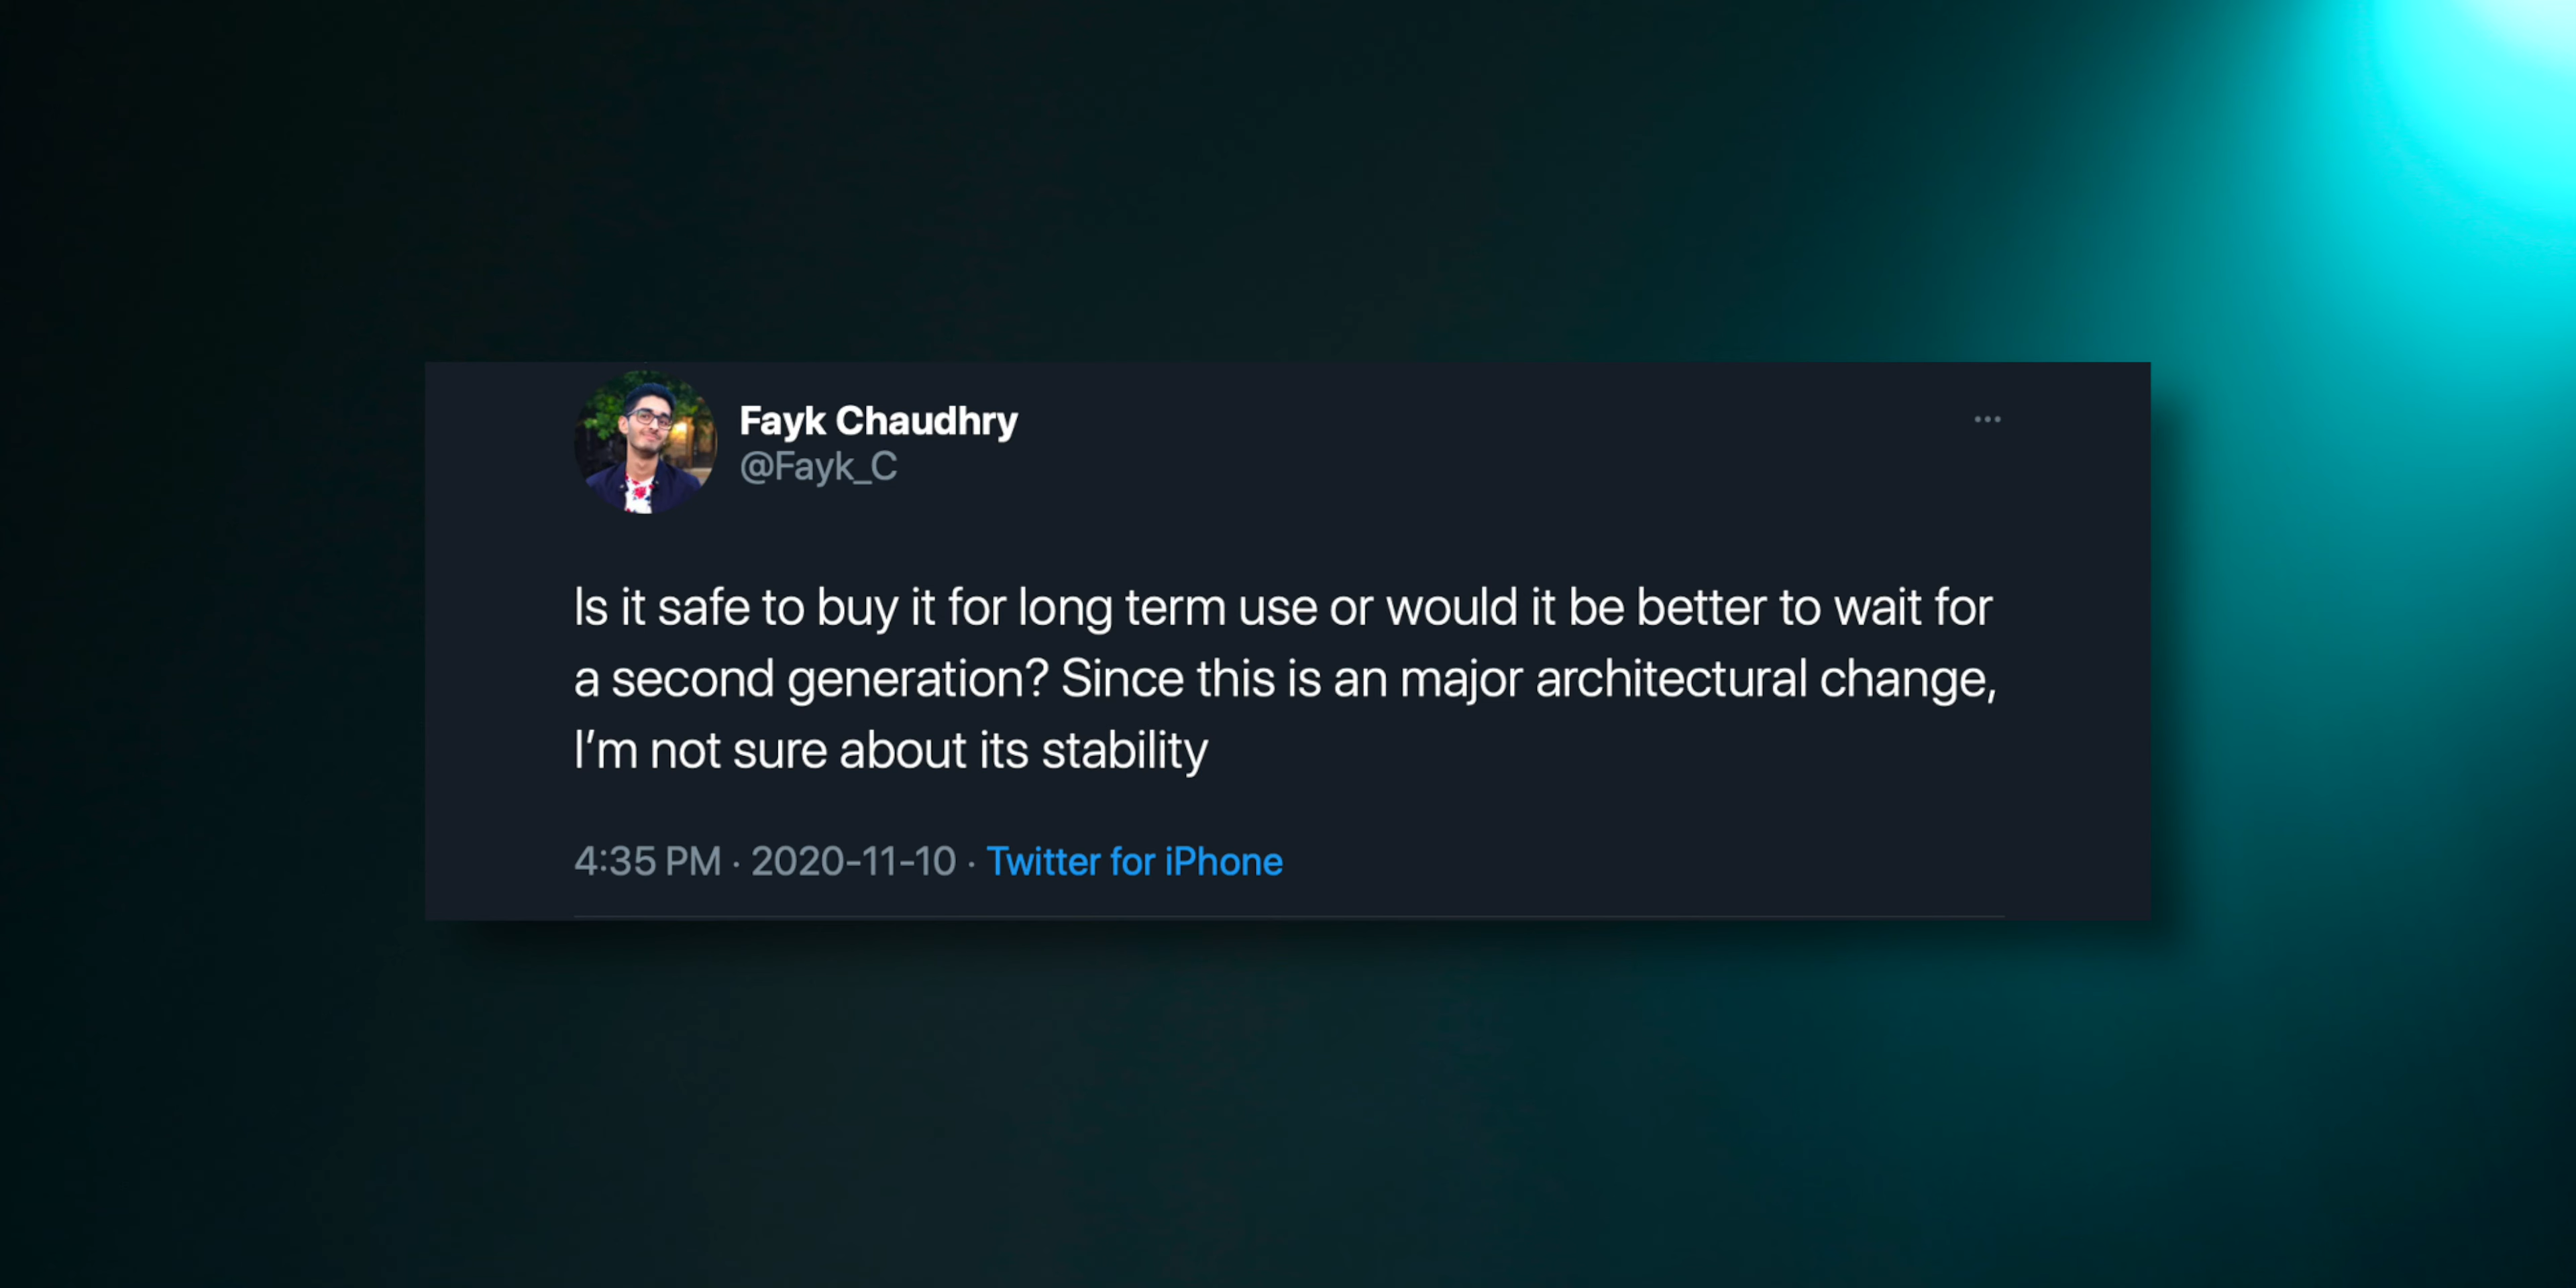 Fayk Chaudhry
@Fayk_C
Is it safe to buy it for long term use or would it be better to wait for
a second generation? Since this is an major architectural change,
I’m not sure about its stability
4:35 PM · 2020-11-10 · Twitter for iPhone